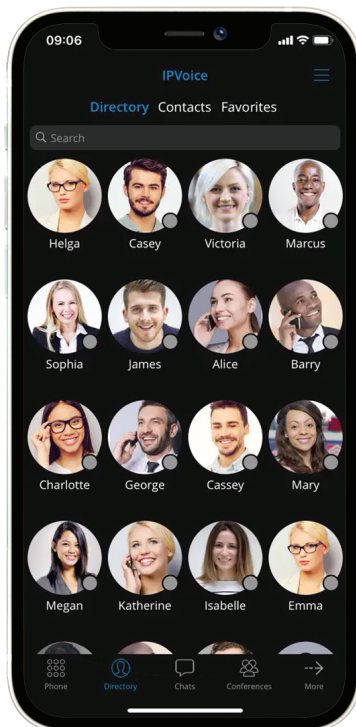 09:06
IPVoice
Directory Contacts Favorites
Search
Helga Casey Victoria Marcus
Sophia James Alice Barry
Charlotte George Cassey Mary
Megan Katherine Isabelle Emma
Phone Directory Chats Conferences More